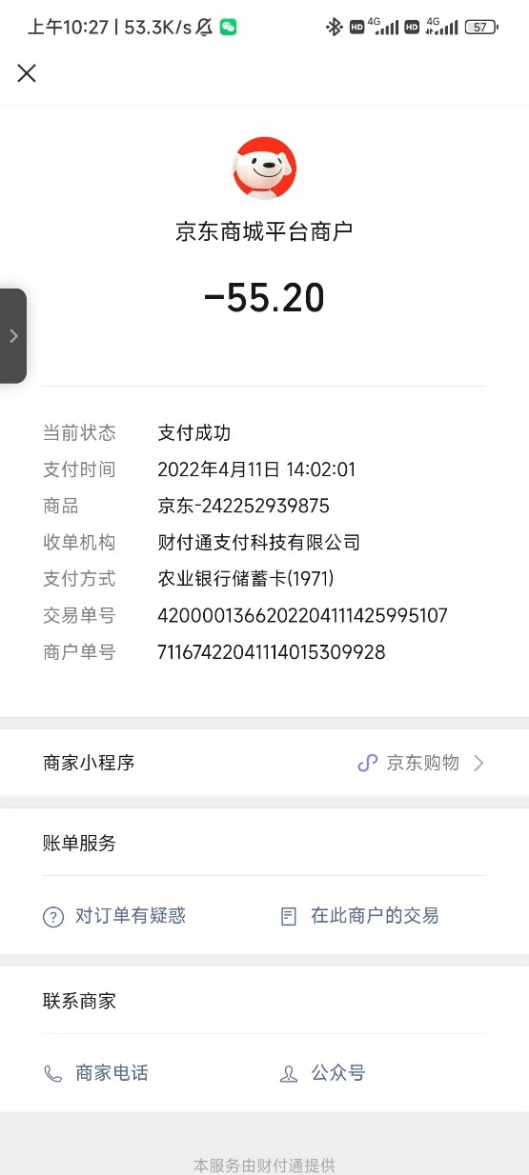 上午10:27 | 53.3K/s
HD 4G HD 4G 57
京东商城平台商户
-55.20
当前状态 支付成功
支付时间 2022年4月11日 14:02:01
商品 京东-242252939875
收单机构 财付通支付科技有限公司
支付方式 农业银行储蓄卡(1971)
交易单号 4200001366202204111425995107
商户单号 71167422041114015309928
商家小程序 京东购物
账单服务
对订单有疑惑 在此商户的交易
联系商家
商家电话 公众号
本服务由财付通提供